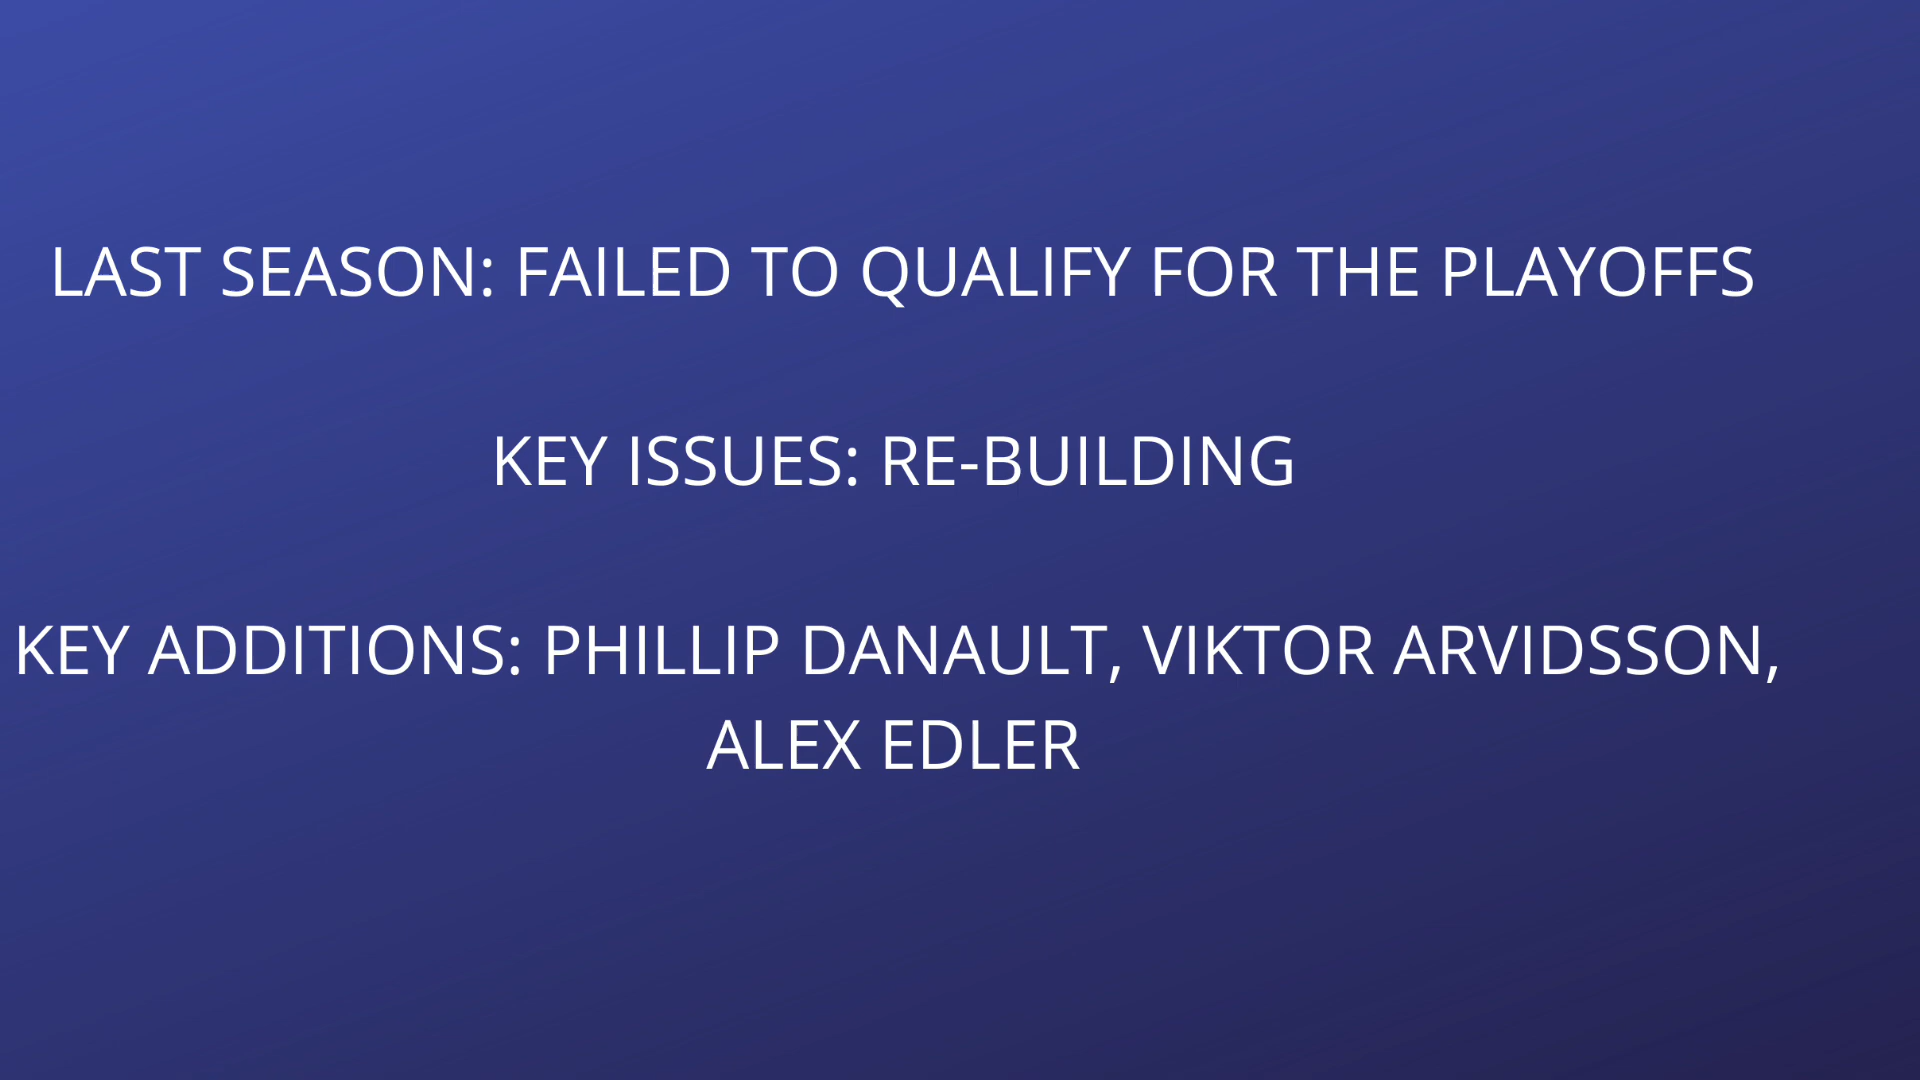 LAST SEASON: FAILED TO QUALIFY FOR THE PLAYOFFS
KEY ISSUES: RE-BUILDING
KEY ADDITIONS: PHILLIP DANAULT, VIKTOR ARVIDSSON,
ALEX EDLER